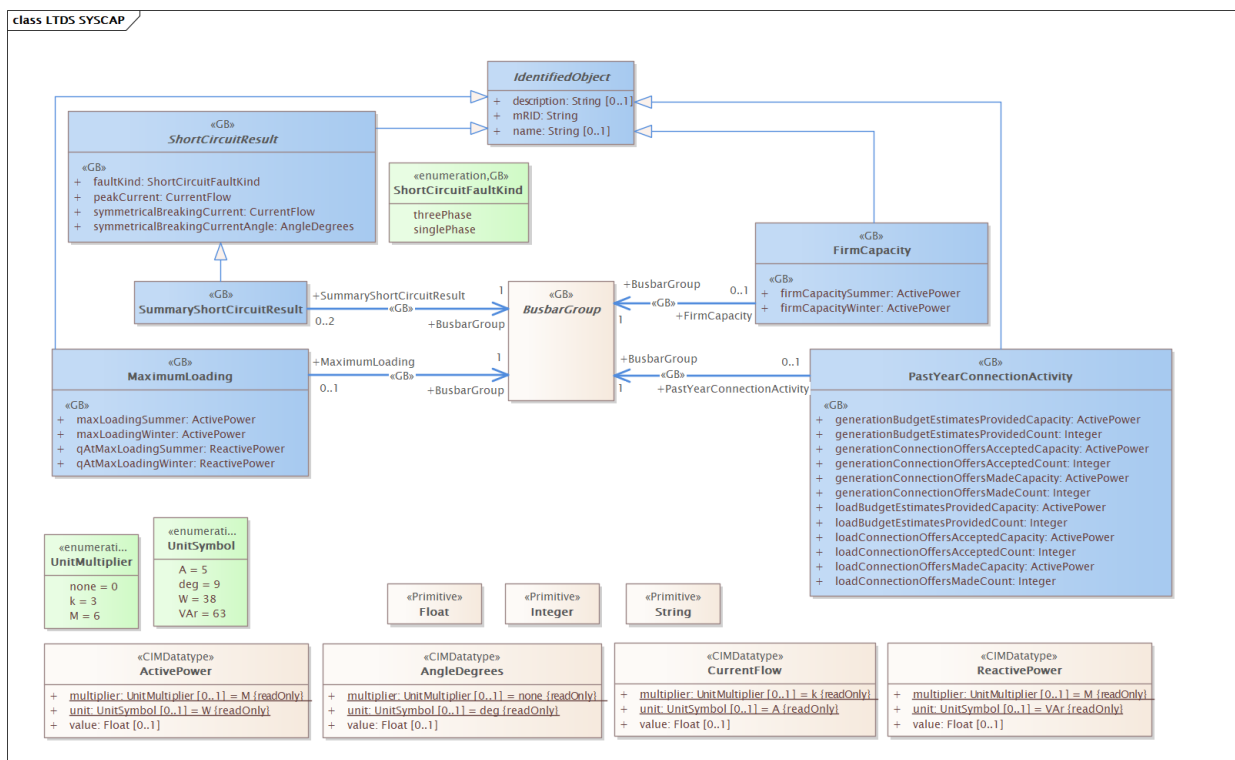 class LTDS SYSCAP
IdentifiedObject
+ description: String [0..1]
+ mRID: String
+ name: String [0..1]
«GB»
ShortCircuitResult
«GB»
+ faultKind: ShortCircuitFaultKind
+ peakCurrent: CurrentFlow
+ symmetricalBreakingCurrent: CurrentFlow
+ symmetricalBreakingCurrentAngle: AngleDegrees
«enumeration,GB»
ShortCircuitFaultKind
threePhase
singlePhase
«GB»
FirmCapacity
«GB»
+ firmCapacitySummer: ActivePower
+ firmCapacityWinter: ActivePower
«GB»
SummaryShortCircuitResult
+SummaryShortCircuitResult
1
«GB»
0..2
+BusbarGroup
«GB»
BusbarGroup
+BusbarGroup
0..1
«GB»
1
+FirmCapacity
«GB»
MaximumLoading
«GB»
+ maxLoadingSummer: ActivePower
+ maxLoadingWinter: ActivePower
+ qAtMaxLoadingSummer: ReactivePower
+ qAtMaxLoadingWinter: ReactivePower
+MaximumLoading
1
«GB»
0..1
+BusbarGroup
+BusbarGroup
0..1
«GB»
1
+PastYearConnectionActivity
«GB»
PastYearConnectionActivity
«GB»
+ generationBudgetEstimatesProvidedCapacity: ActivePower
+ generationBudgetEstimatesProvidedCount: Integer
+ generationConnectionOffersAcceptedCapacity: ActivePower
+ generationConnectionOffersAcceptedCount: Integer
+ generationConnectionOffersMadeCapacity: ActivePower
+ generationConnectionOffersMadeCount: Integer
+ loadBudgetEstimatesProvidedCapacity: ActivePower
+ loadBudgetEstimatesProvidedCount: Integer
+ loadConnectionOffersAcceptedCapacity: ActivePower
+ loadConnectionOffersAcceptedCount: Integer
+ loadConnectionOffersMadeCapacity: ActivePower
+ loadConnectionOffersMadeCount: Integer
«enumerati...
UnitMultiplier
none = 0
k = 3
M = 6
«enumerati...
UnitSymbol
A = 5
deg = 9
W = 38
VAr = 63
«Primitive»
Float
«Primitive»
Integer
«Primitive»
String
«CIMDatatype»
ActivePower
+ multiplier: UnitMultiplier [0..1] = M {readOnly}
+ unit: UnitSymbol [0..1] = W {readOnly}
+ value: Float [0..1]
«CIMDatatype»
AngleDegrees
+ multiplier: UnitMultiplier [0..1] = none {readOnly}
+ unit: UnitSymbol [0..1] = deg {readOnly}
+ value: Float [0..1]
«CIMDatatype»
CurrentFlow
+ multiplier: UnitMultiplier [0..1] = k {readOnly}
+ unit: UnitSymbol [0..1] = A {readOnly}
+ value: Float [0..1]
«CIMDatatype»
ReactivePower
+ multiplier: UnitMultiplier [0..1] = M {readOnly}
+ unit: UnitSymbol [0..1] = VAr {readOnly}
+ value: Float [0..1]